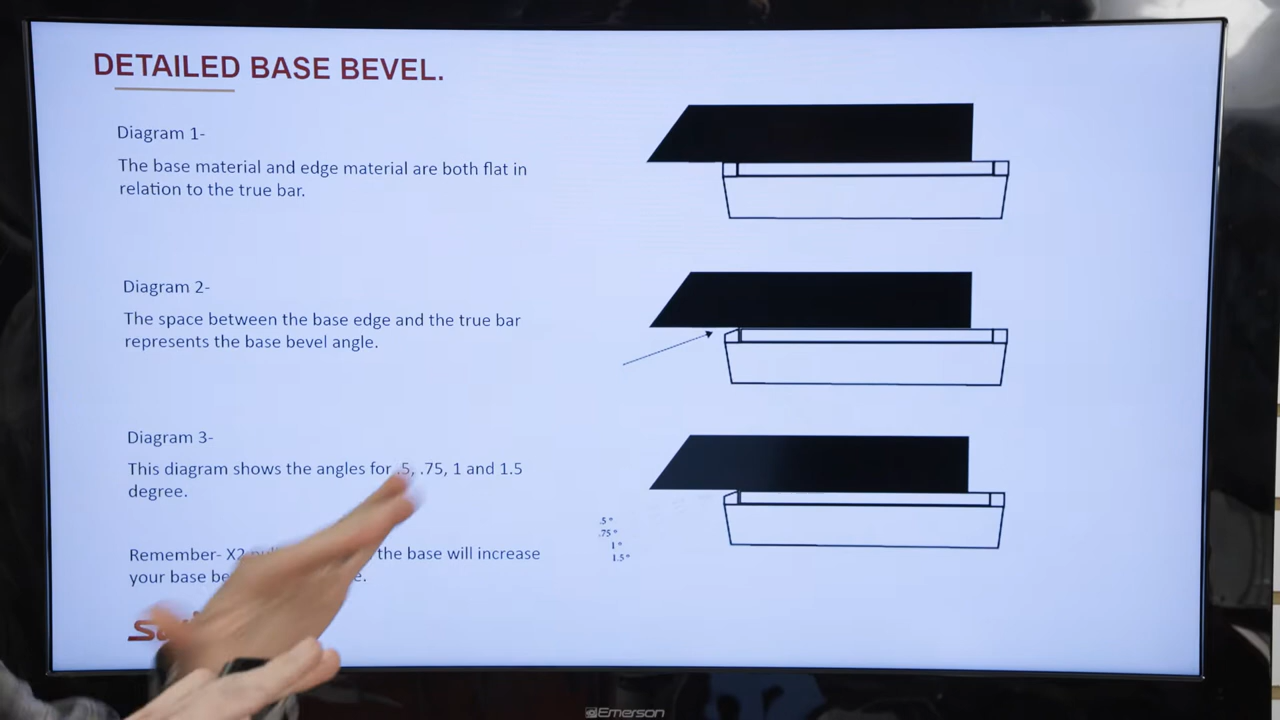 DETAILED BASE BEVEL.
Diagram 1-
The base material and edge material are both flat in
relation to the true bar.
Diagram 2-
The space between the base edge and the true bar
represents the base bevel angle.
Diagram 3-
This diagram shows the angles for .5, .75, 1 and 1.5
degree.
.5°
.75°
1°
1.5°
Remember- X2 the base will increase
your base
Emerson